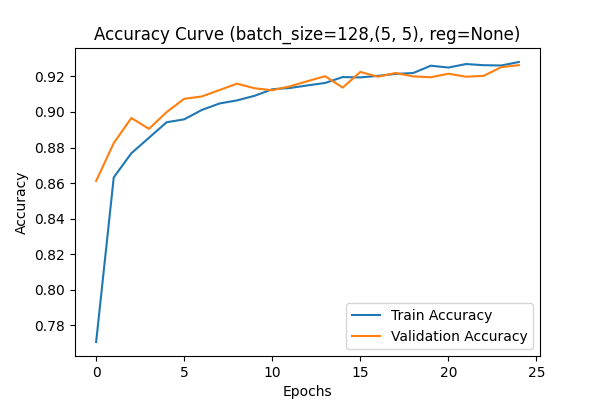 Accuracy Curve (batch_size=128,(5, 5), reg=None)
0.92
0.90
0.88
0.86
0.84
0.82
0.80
0.78
Accuracy
0
5
10
15
20
25
Epochs
Train Accuracy
Validation Accuracy